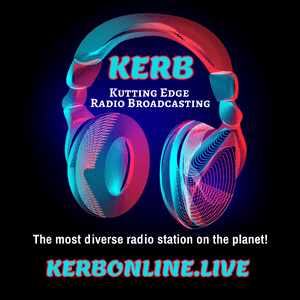 KERB
Kutting Edge
Radio Broadcasting
The most diverse radio station on the planet!
KERBONLINE.LIVE